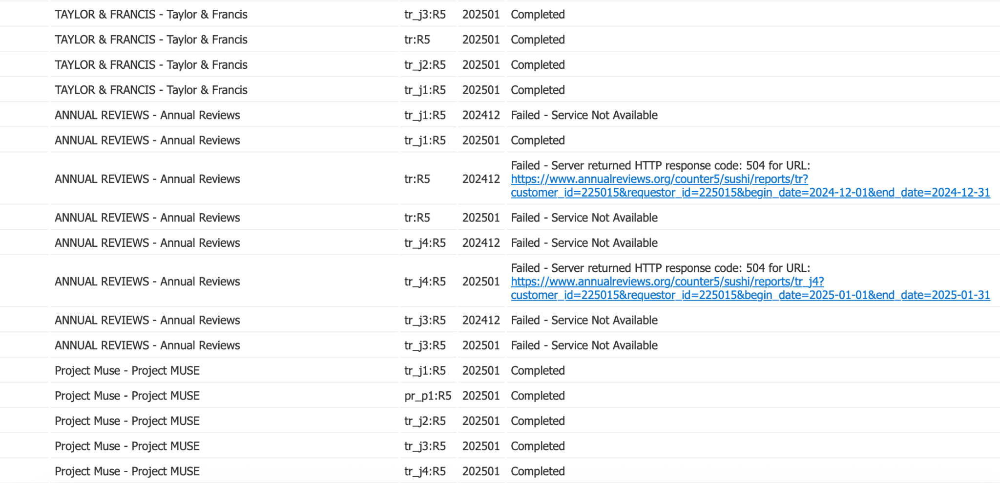 TAYLOR & FRANCIS - Taylor & Francis tr_j3:R5 202501 Completed
TAYLOR & FRANCIS - Taylor & Francis tr:R5 202501 Completed
TAYLOR & FRANCIS - Taylor & Francis tr_j2:R5 202501 Completed
TAYLOR & FRANCIS - Taylor & Francis tr_j1:R5 202501 Completed
ANNUAL REVIEWS - Annual Reviews tr_j1:R5 202412 Failed - Service Not Available
ANNUAL REVIEWS - Annual Reviews tr_j1:R5 202501 Completed
ANNUAL REVIEWS - Annual Reviews tr:R5 202412 Failed - Server returned HTTP response code: 504 for URL:
https://www.annualreviews.org/counter5/sushi/reports/tr?
customer_id=225015&requestor_id=225015&begin_date=2024-12-01&end_date=2024-12-31
ANNUAL REVIEWS - Annual Reviews tr:R5 202501 Failed - Service Not Available
ANNUAL REVIEWS - Annual Reviews tr_j4:R5 202412 Failed - Service Not Available
ANNUAL REVIEWS - Annual Reviews tr_j4:R5 202501 Failed - Server returned HTTP response code: 504 for URL:
https://www.annualreviews.org/counter5/sushi/reports/tr_j4?
customer_id=225015&requestor_id=225015&begin_date=2025-01-01&end_date=2025-01-31
ANNUAL REVIEWS - Annual Reviews tr_j3:R5 202412 Failed - Service Not Available
ANNUAL REVIEWS - Annual Reviews tr_j3:R5 202501 Failed - Service Not Available
Project Muse - Project MUSE tr_j1:R5 202501 Completed
Project Muse - Project MUSE pr_p1:R5 202501 Completed
Project Muse - Project MUSE tr_j2:R5 202501 Completed
Project Muse - Project MUSE tr_j3:R5 202501 Completed
Project Muse - Project MUSE tr_j4:R5 202501 Completed